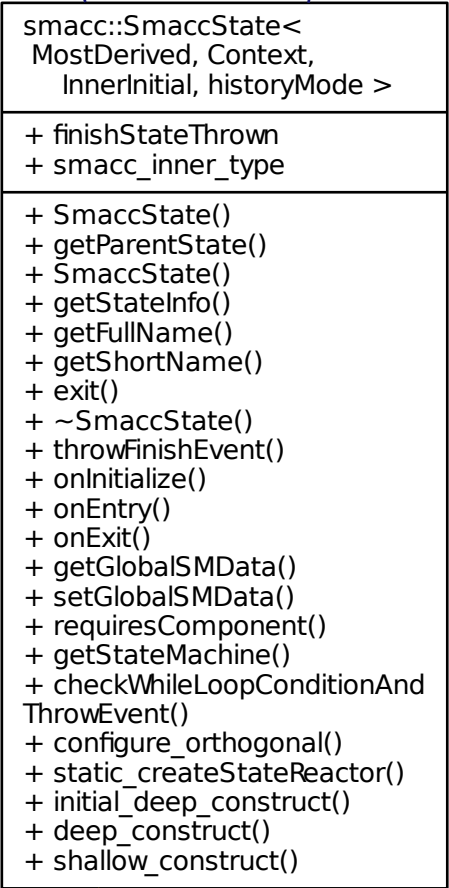 smacc::SmaccState<
MostDerived, Context,
InnerInitial, historyMode >
+ finishStateThrown
+ smacc_inner_type
+ SmaccState()
+ getParentState()
+ SmaccState()
+ getStateInfo()
+ getFullName()
+ getShortName()
+ exit()
+ ~SmaccState()
+ throwFinishEvent()
+ onInitialize()
+ onEntry()
+ onExit()
+ getGlobalSMData()
+ setGlobalSMData()
+ requiresComponent()
+ getStateMachine()
+ checkWhileLoopConditionAnd
ThrowEvent()
+ configure_orthogonal()
+ static_createStateReactor()
+ initial_deep_construct()
+ deep_construct()
+ shallow_construct()